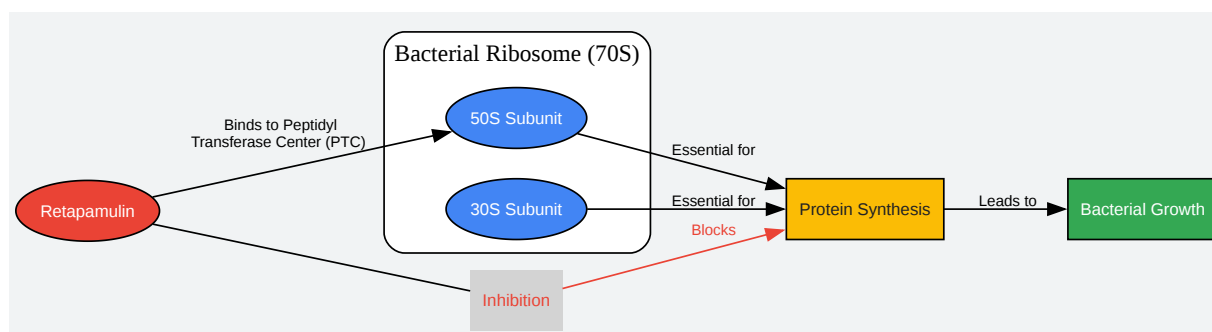 Bacterial Ribosome (70S)
50S Subunit
Binds to Peptidyl
Transferase Center (PTC)
Essential for
Retapamulin
30S Subunit
Essential for
Protein Synthesis
Leads to
Bacterial Growth
Blocks
Inhibition